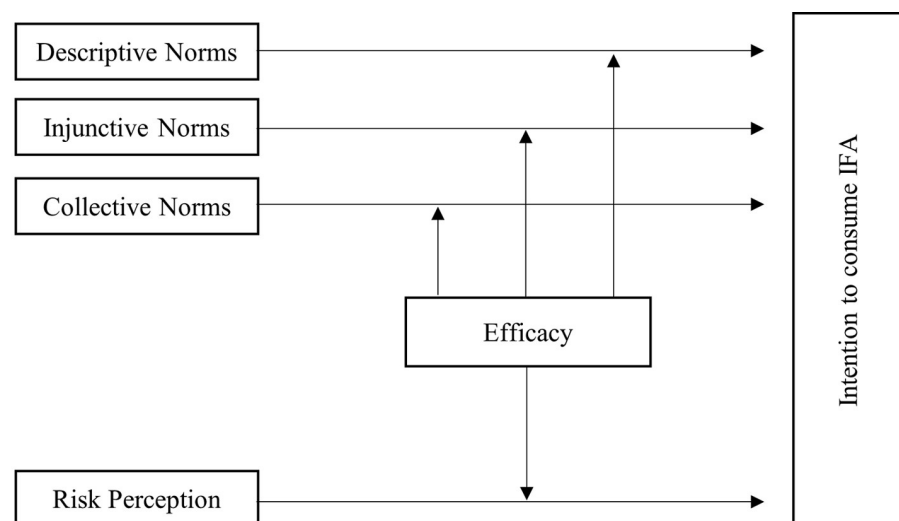 Descriptive Norms
Injunctive Norms
Collective Norms
Efficacy
Risk Perception
Intention to consume IFA